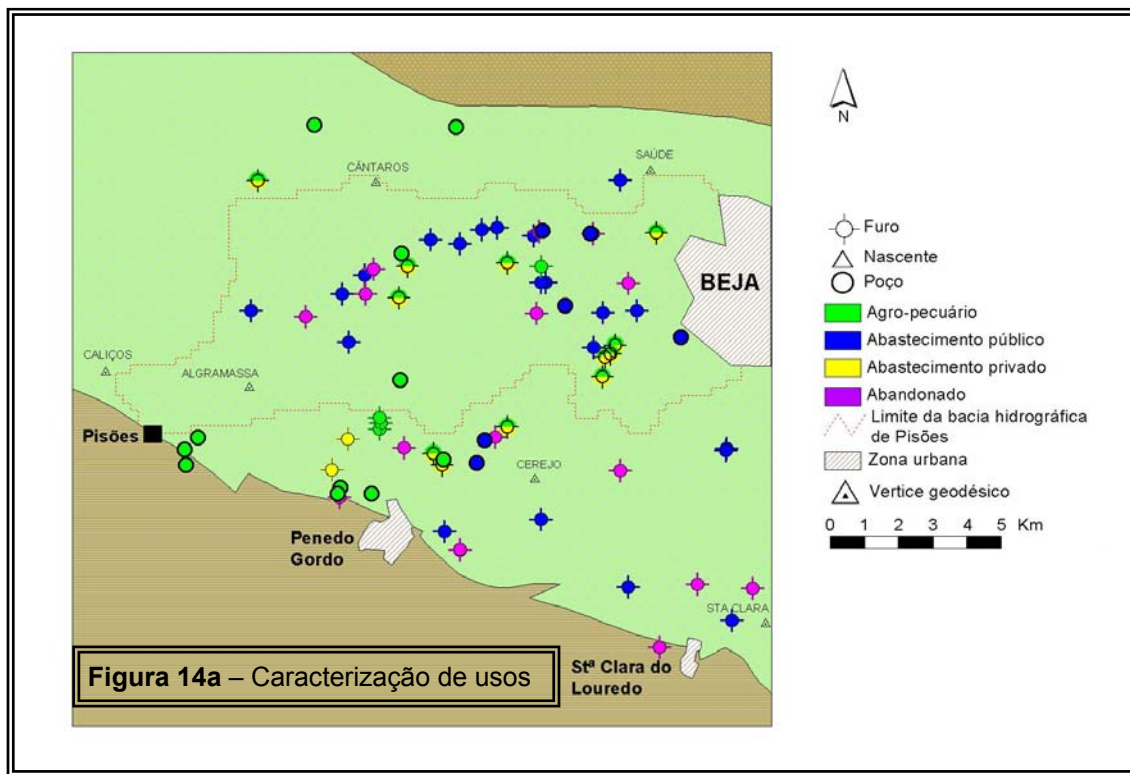 SAÚDE
CÂNTAROS
BEJA
CALIÇOS
ALGRAMASSA
Pisões
CEREJO
Penedo
Gordo
STA CLARA
Stª Clara do
Louredo
Figura 14a – Caracterização de usos
N
Furo
Nascente
Poço
Agro-pecuário
Abastecimento público
Abastecimento privado
Abandonado
Limite da bacia hidrográfica
de Pisões
Zona urbana
Vertice geodésico
0 1 2 3 4 5 Km